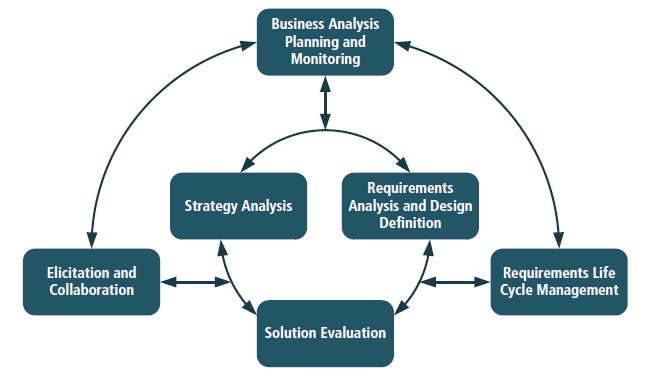 Business Analysis
Planning and
Monitoring
Strategy Analysis
Requirements
Analysis and Design
Definition
Elicitation and
Collaboration
Requirements Life
Cycle Management
Solution Evaluation